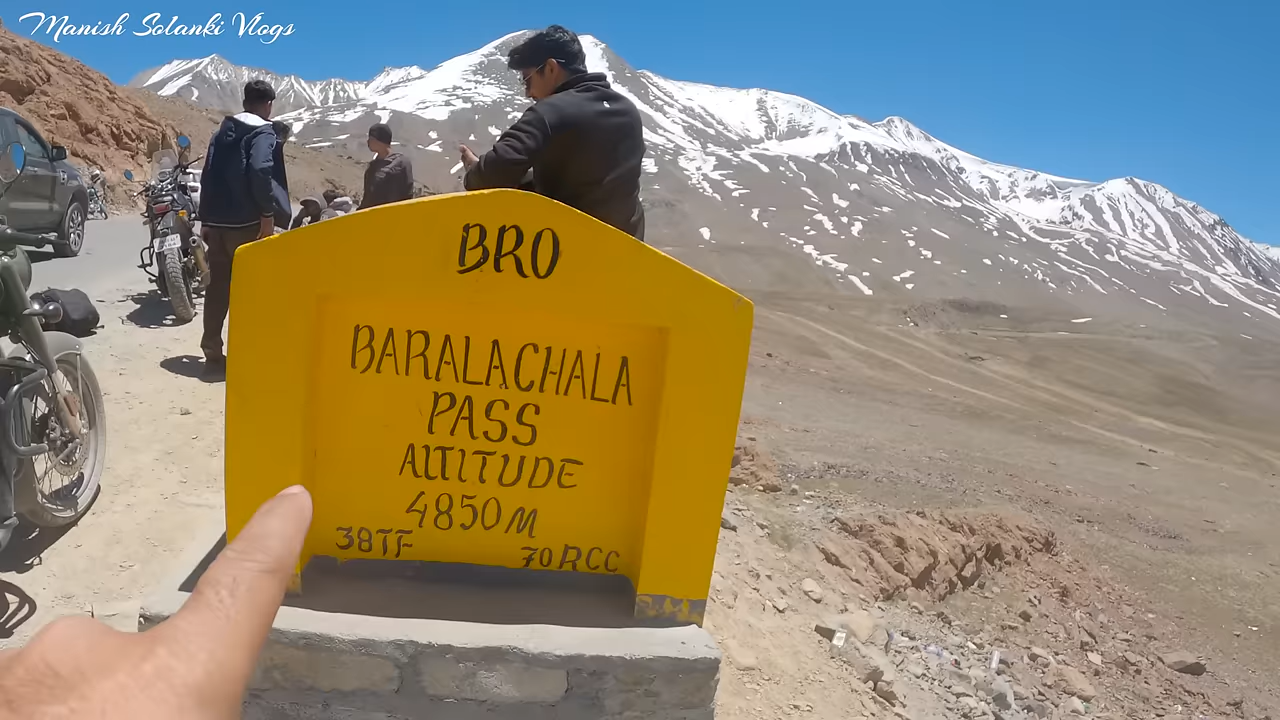 Manish Solanki Vlogs
BRO
BARALACHALA
PASS
ALTITUDE
4850M
38TF 70RCC